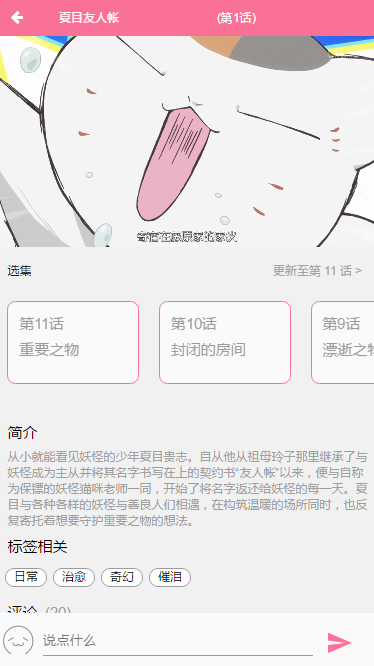 夏目友人帐 (第1话)
选集 更新至第 11 话 >
第11话 第10话 第9话
重要之物 封闭的房间 漂逝之物
简介
从小就能看见妖怪的少年夏目贵志。自从他从祖母玲子那里继承了与
妖怪成为主从并将其名字书写在上的契约书“友人帐”以来，便与自称
为保镖的妖怪猫咪老师一同，开始了将名字返还给妖怪的每一天。夏
目与各种各样的妖怪与善良人们相遇，在构筑温暖的场所同时，也反
复寄托着想要守护重要之物的想法。
标签相关
日常 治愈 奇幻 催泪
评论 (20)
说点什么